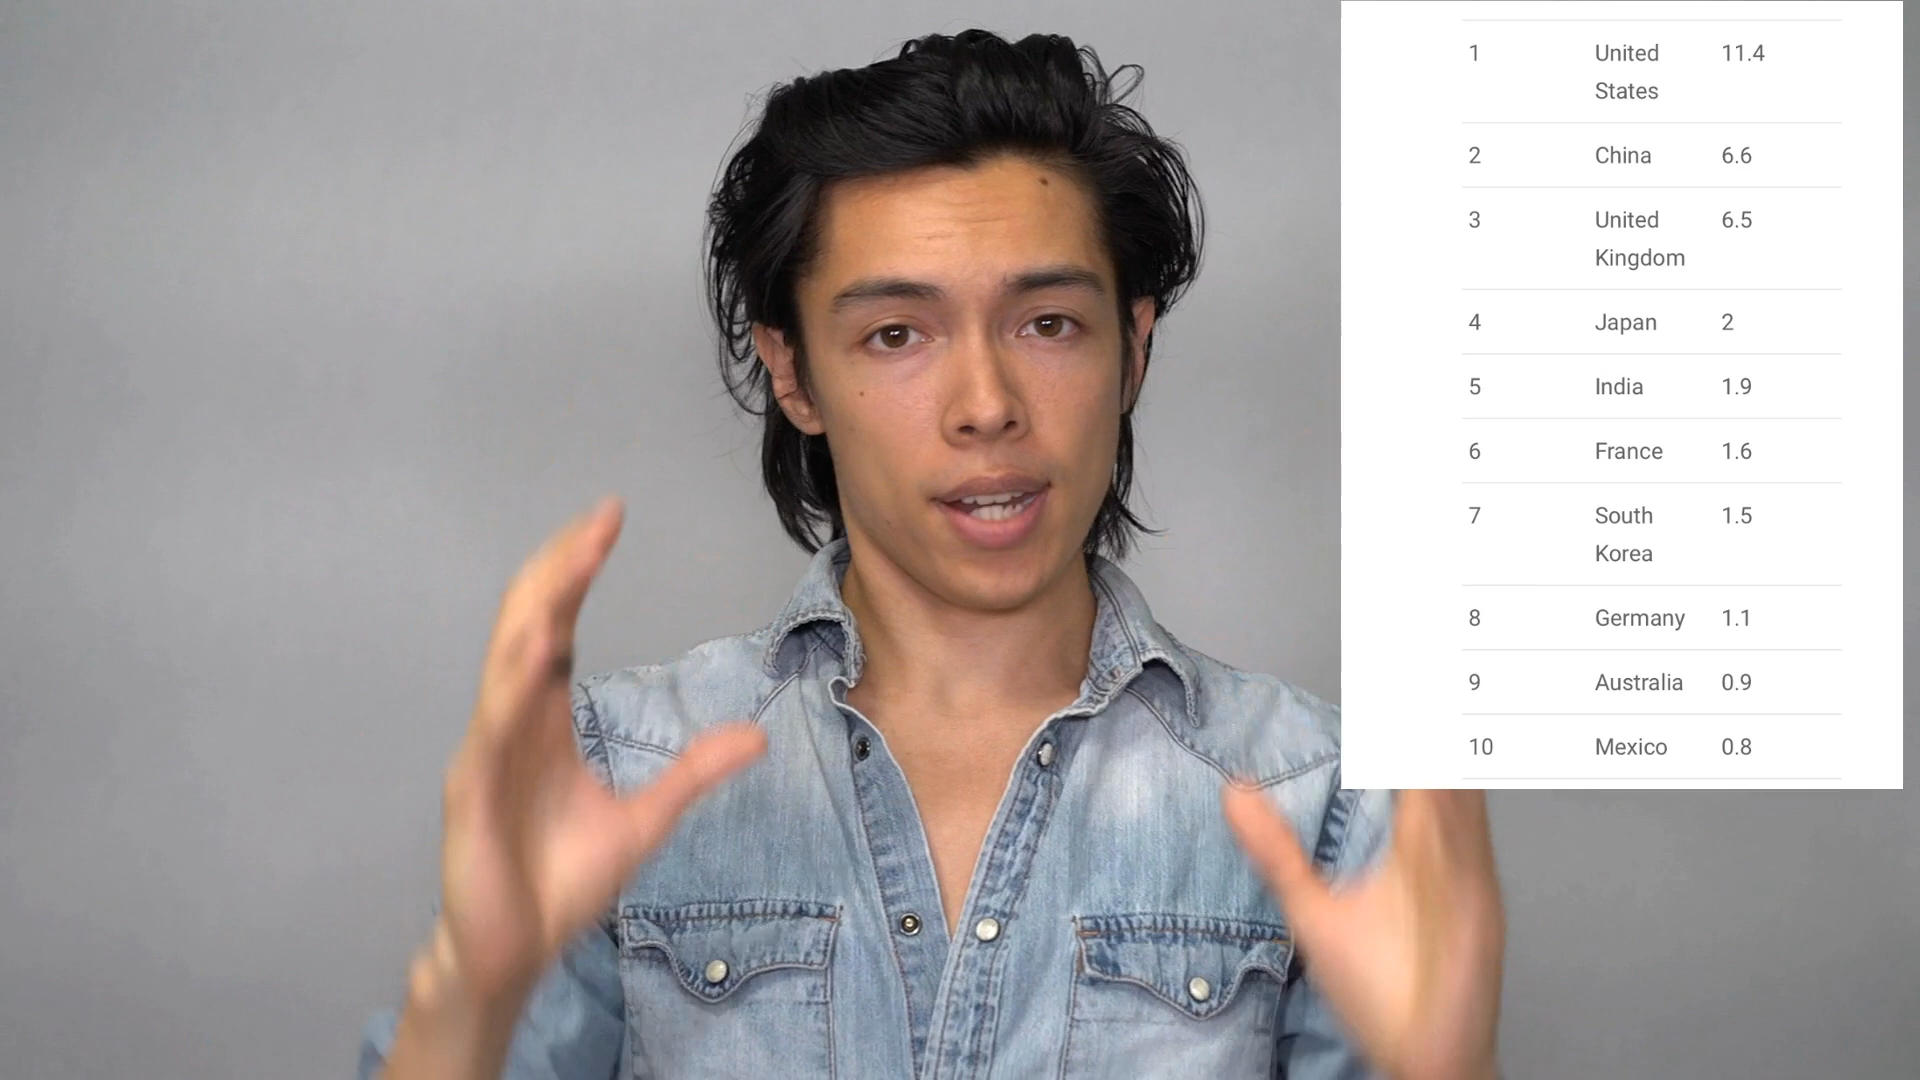 1 United 11.4
States
2 China 6.6
3 United 6.5
Kingdom
4 Japan 2
5 India 1.9
6 France 1.6
7 South 1.5
Korea
8 Germany 1.1
9 Australia 0.9
10 Mexico 0.8